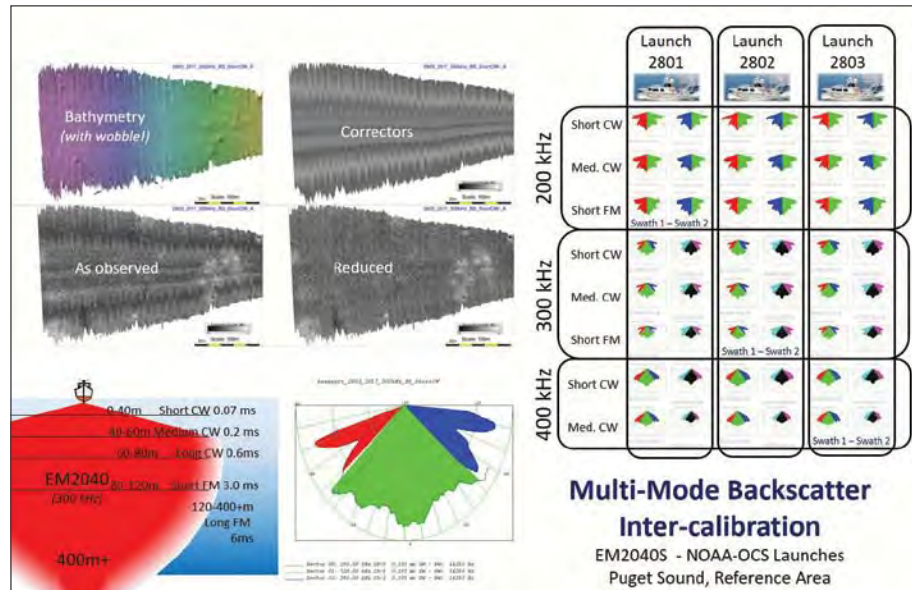 Bathymetry
(with wobble!)
Correctors
As observed
Reduced
0-40m Short CW 0.07 ms
40-60m Medium CW 0.2 ms
60-80m Long CW 0.6ms
EM2040
80-120m Short FM 3.0 ms
(300 kHz)
120-400+m
Long FM
6ms
400m+
Launch
2801
Launch
2802
Launch
2803
200 kHz
Short CW
Med. CW
Short FM
Swath 1 – Swath 2
300 kHz
Short CW
Med. CW
Short FM
Swath 1 – Swath 2
400 kHz
Short CW
Med. CW
Swath 1 – Swath 2
Multi-Mode Backscatter
Inter-calibration
EM2040S - NOAA-OCS Launches
Puget Sound, Reference Area